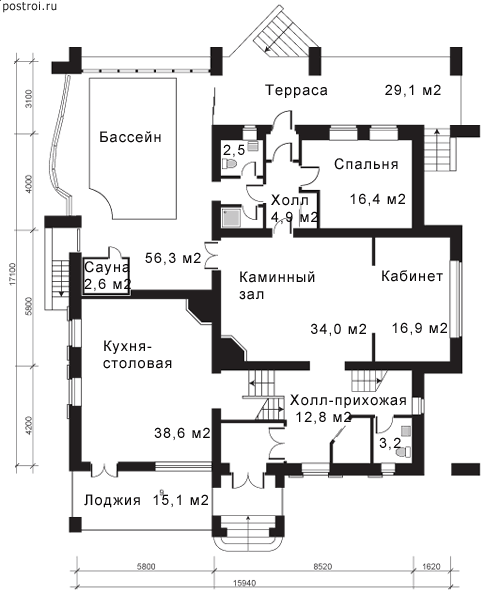 postroi.ru
Терраса
29,1 м2
3100
Бассейн
2,5
Спальня
16,4 м2
4000
Холл
4,9 м2
56,3 м2
Сауна
2,6 м2
Каминный
зал
34,0 м2
Кабинет
16,9 м2
17100
5800
Кухня-
столовая
38,6 м2
Холл-прихожая
12,8 м2
3,2
4200
Лоджия 15,1 м2
9
5800
8520
1620
15940